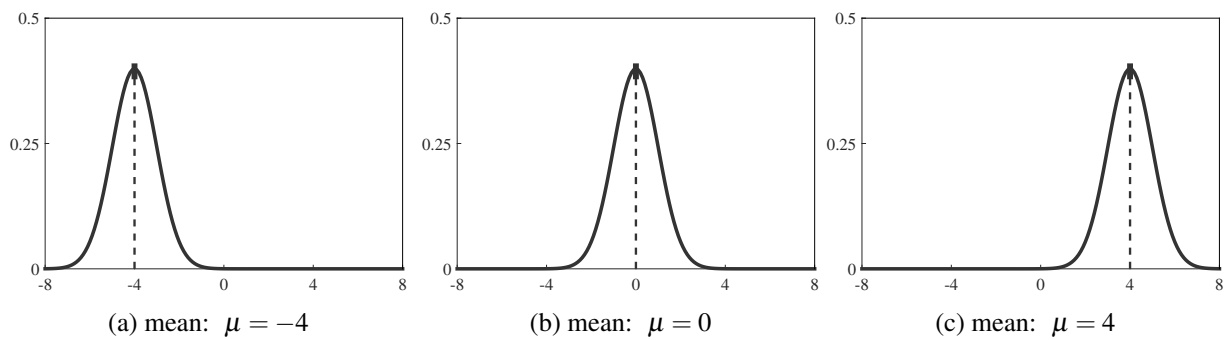 0.5 0.5 0.5
0.25 0.25 0.25
0 0 0
-8 -4 0 4 8 -8 -4 0 4 8 -8 -4 0 4 8
(a) mean: μ = −4 (b) mean: μ = 0 (c) mean: μ = 4